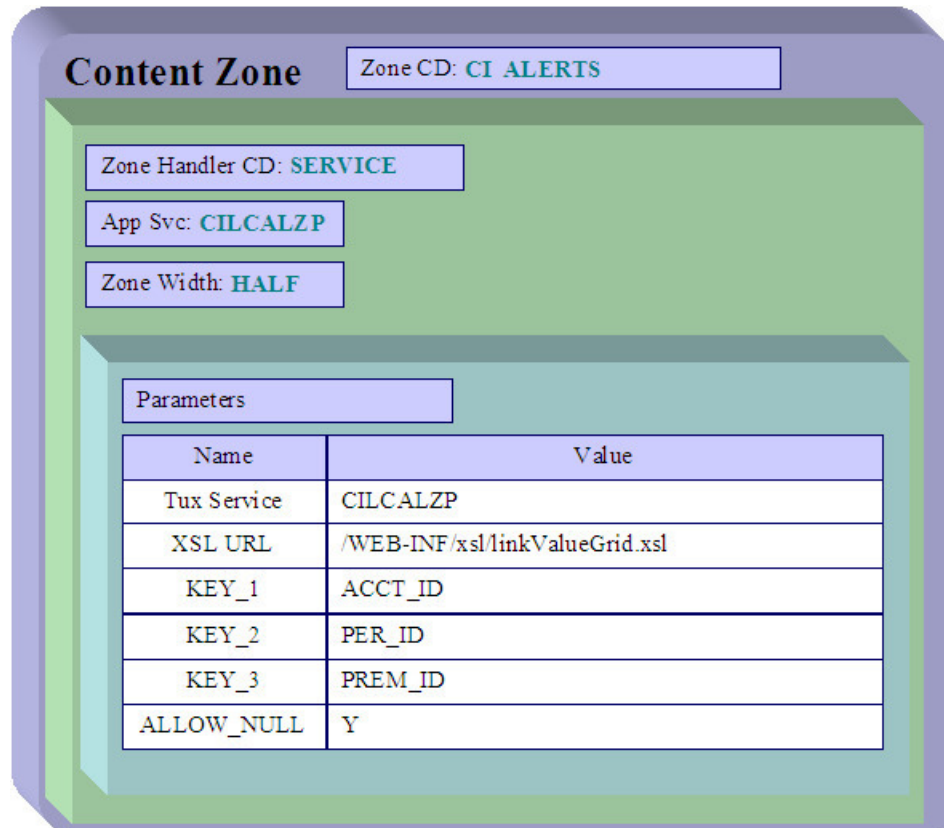 Content Zone Zone CD: CI ALERTS
Zone Handler CD: SERVICE
App Svc: CILCALZP
Zone Width: HALF
Parameters
Name Value
Tux Service CILCALZP
XSL URL /WEB-INF/xsl/linkValueGrid.xsl
KEY_1 ACCT_ID
KEY_2 PER_ID
KEY_3 PREM_ID
ALLOW_NULL Y